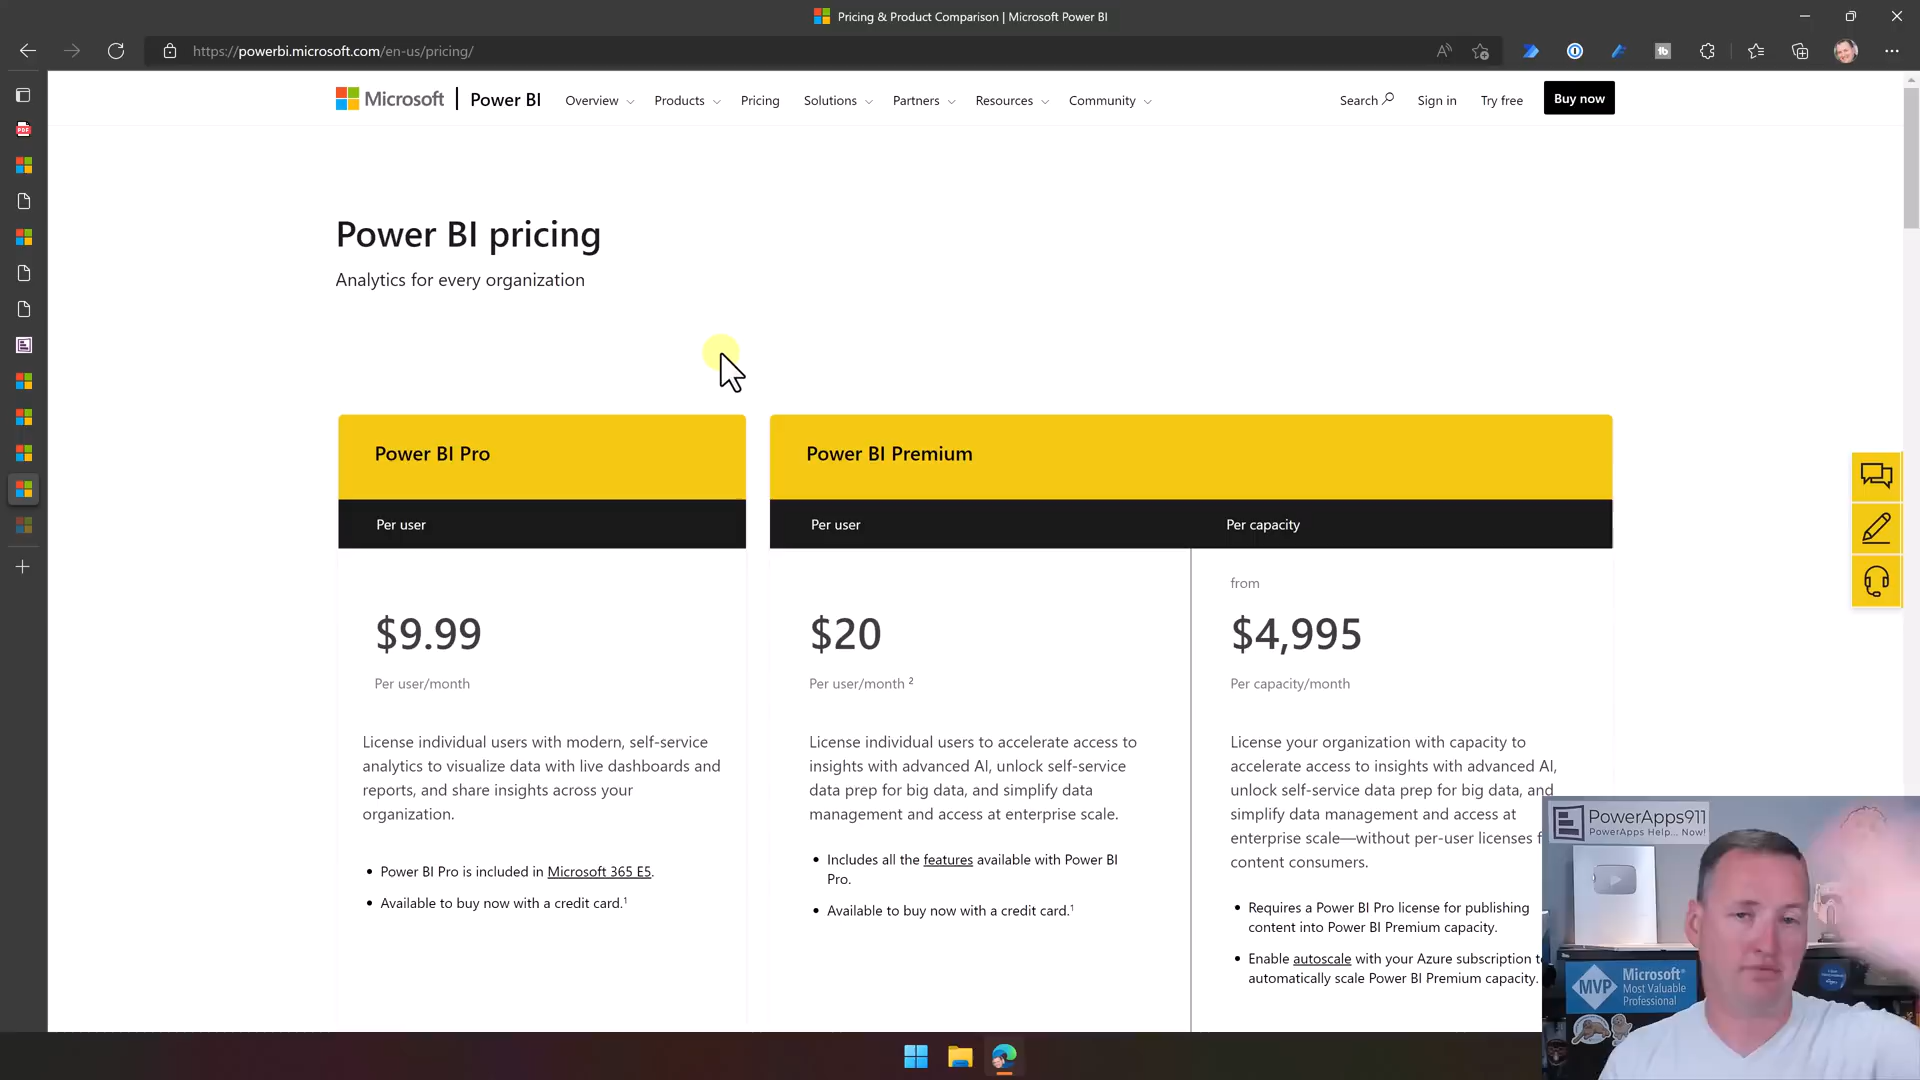 Pricing & Product Comparison | Microsoft Power BI
https://powerbi.microsoft.com/en-us/pricing/
Microsoft | Power BI Overview Products Pricing Solutions Partners Resources Community Search Sign in Try free Buy now
Power BI pricing
Analytics for every organization
Power BI Pro
Per user
$9.99
Per user/month
License individual users with modern, self-service
analytics to visualize data with live dashboards and
reports, and share insights across your
organization.
• Power BI Pro is included in Microsoft 365 E5.
• Available to buy now with a credit card.¹
Power BI Premium
Per user
$20
Per user/month ²
License individual users to accelerate access to
insights with advanced AI, unlock self-service
data prep for big data, and simplify data
management and access at enterprise scale.
• Includes all the features available with Power BI
Pro.
• Available to buy now with a credit card.¹
Per capacity
from
$4,995
Per capacity/month
License your organization with capacity to
accelerate access to insights with advanced AI,
unlock self-service data prep for big data, and
simplify data management and access at
enterprise scale—without per-user licenses
content consumers.
• Requires a Power BI Pro license for publishing
content into Power BI Premium capacity.
• Enable autoscale with your Azure subscription
automatically scale Power BI Premium capacity.
PowerApps911
PowerApps Help... Now!
MVP
Microsoft®
Most Valuable
Professional